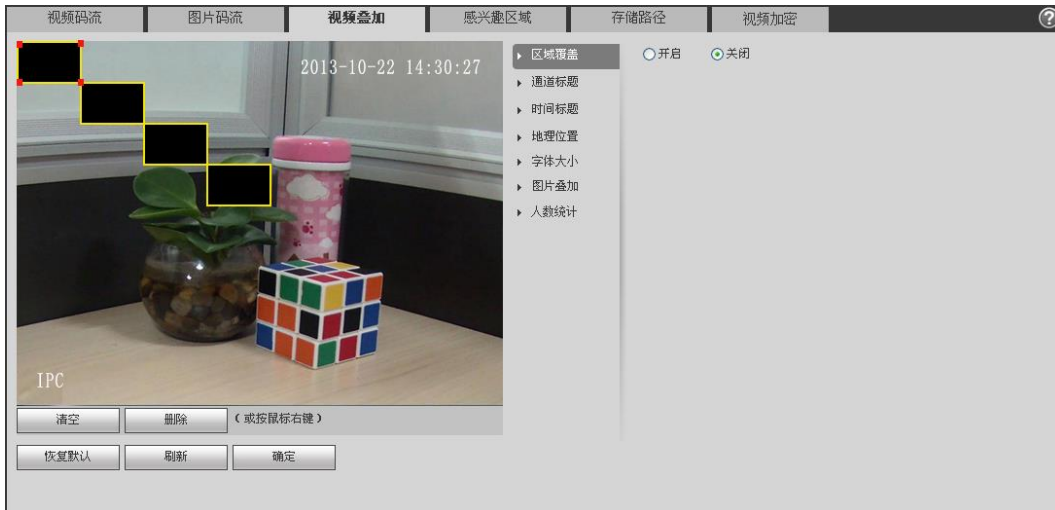 视频码流 图片码流 视频叠加 感兴趣区域 存储路径 视频加密
2013-10-22 14:30:27
区域覆盖 开启 关闭
通道标题
时间标题
地理位置
字体大小
图片叠加
人数统计
IPC
清空 删除 (或按鼠标右键)
恢复默认 刷新 确定